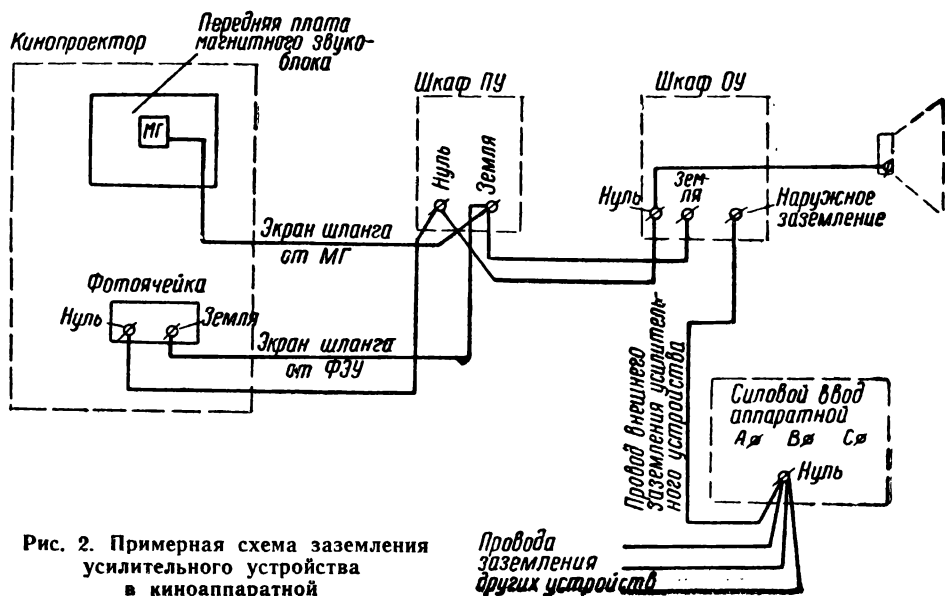 Кинопроектор
Передняя плата
магнитного звуко-
блока
МГ
Шкаф ПУ
Нуль
Земля
Шкаф ОУ
Нуль
Зем-
ля
Наружное
заземление
Экран шланга
от МГ
Фотоячейка
Нуль
Земля
Экран шланга
от ФЭУ
Провод внешнего
заземления усилитель-
ного устройства
Силовой ввод
аппаратной
А В С
Нуль
Провода
заземления
других устройств
Рис. 2. Примерная схема заземления
усилительного устройства
в киноаппаратной